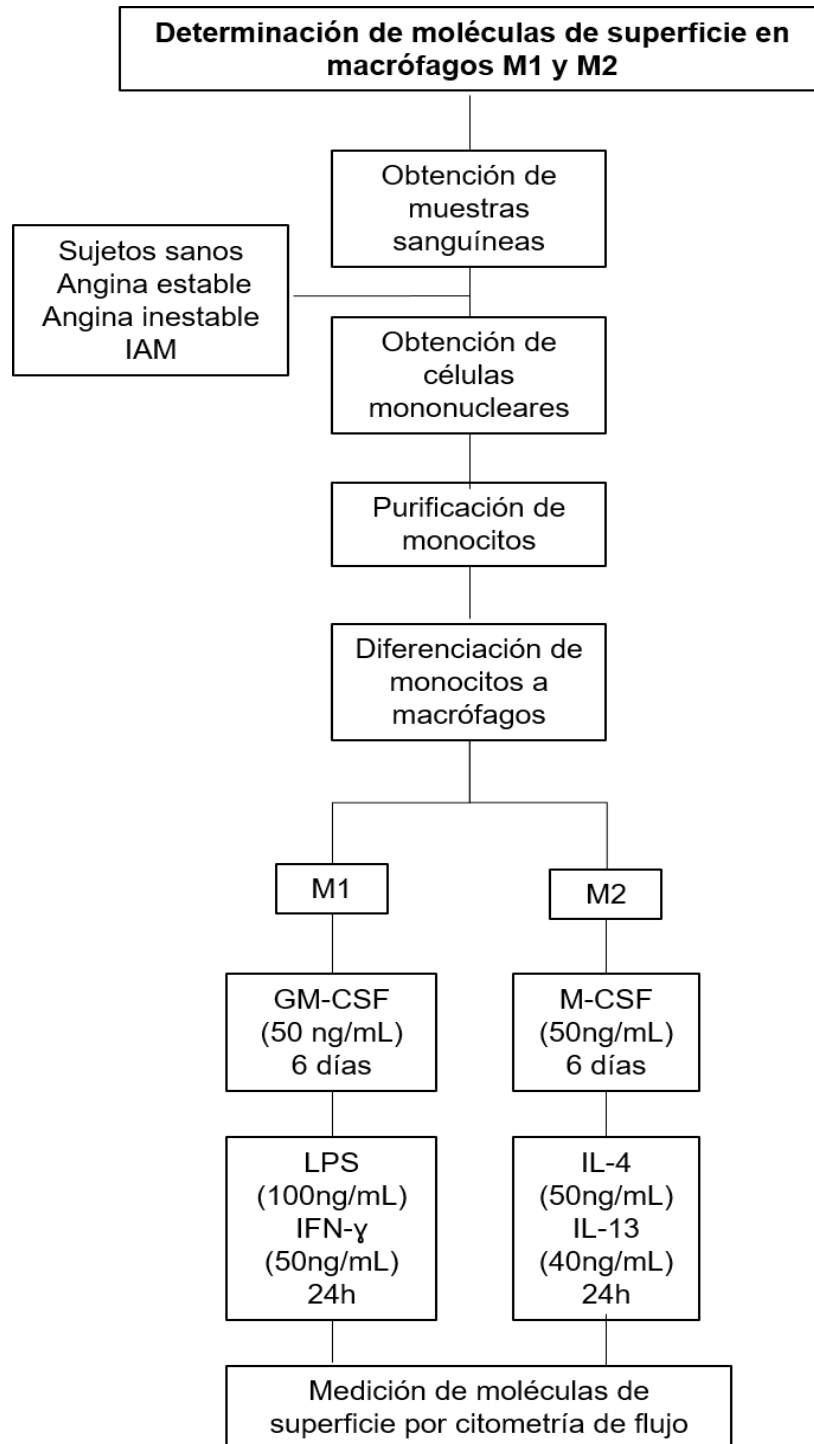 Determinación de moléculas de superficie en
macrófagos M1 y M2
Obtención de
muestras
sanguíneas
Sujetos sanos
Angina estable
Angina inestable
IAM
Obtención de
células
mononucleares
Purificación de
monocitos
Diferenciación de
monocitos a
macrófagos
M1
M2
GM-CSF
(50 ng/mL)
6 días
M-CSF
(50ng/mL)
6 días
LPS
(100ng/mL)
IFN-ɣ
(50ng/mL)
24h
IL-4
(50ng/mL)
IL-13
(40ng/mL)
24h
Medición de moléculas de
superficie por citometría de flujo